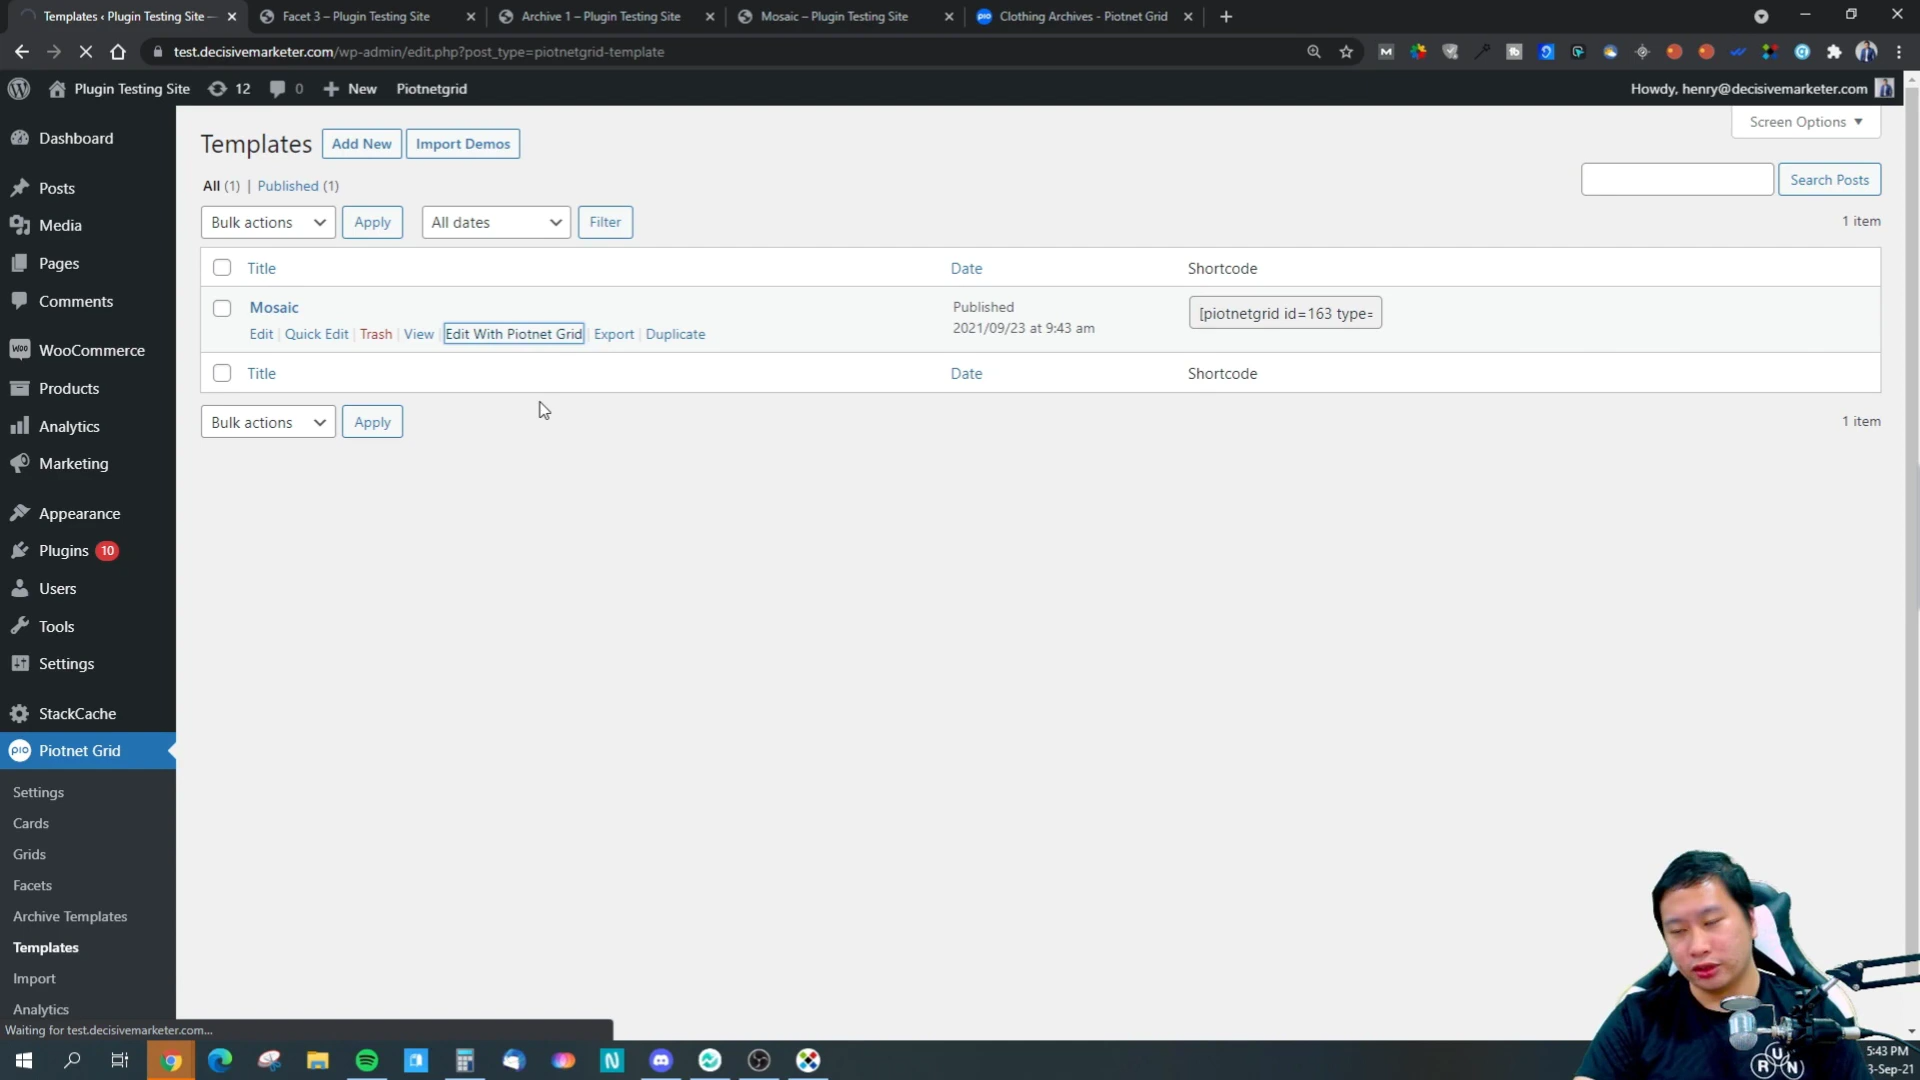 Templates ‹ Plugin Testing Site —
Facet 3 – Plugin Testing Site
Archive 1 – Plugin Testing Site
Mosaic – Plugin Testing Site
pio Clothing Archives - Piotnet Grid
test.decisivemarketer.com/wp-admin/edit.php?post_type=piotnetgrid-template
Plugin Testing Site 12 0 New Piotnetgrid
Howdy, henry@decisivemarketer.com
Dashboard
Posts
Media
Pages
Comments
Woo WooCommerce
Products
Analytics
Marketing
Appearance
Plugins 10
Users
Tools
Settings
StackCache
pio Piotnet Grid
Settings
Cards
Grids
Facets
Archive Templates
Templates
Import
Analytics
Waiting for test.decisivemarketer.com...
Screen Options
Templates Add New Import Demos
All (1) | Published (1)
Search Posts
Bulk actions Apply All dates Filter
1 item
Title Date Shortcode
Mosaic
Edit | Quick Edit | Trash | View | Edit With Piotnet Grid | Export | Duplicate
Published
2021/09/23 at 9:43 am
[piotnetgrid id=163 type=
Title Date Shortcode
Bulk actions Apply
1 item
RUN
5:43 PM
3-Sep-21